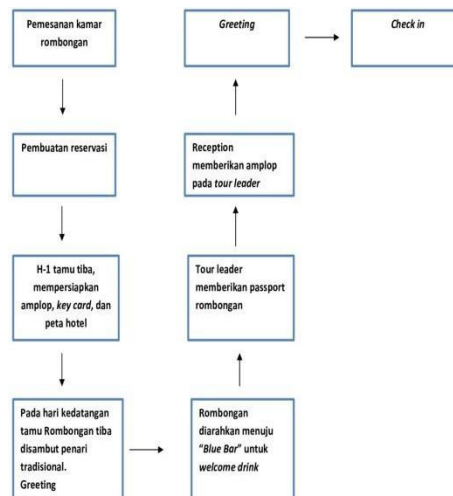 Pemesanan kamar
rombongan
Pembuatan reservasi
H-1 tamu tiba,
mempersiapkan
amplop, key card, dan
peta hotel
Pada hari kedatangan
tamu Rombongan tiba
disambut penari
tradisional.
Greeting
Rombongan
diarahkan menuju
“Blue Bar” untuk
welcome drink
Tour leader
memberikan passport
rombongan
Reception
memberikan amplop
pada tour leader
Greeting
Check in